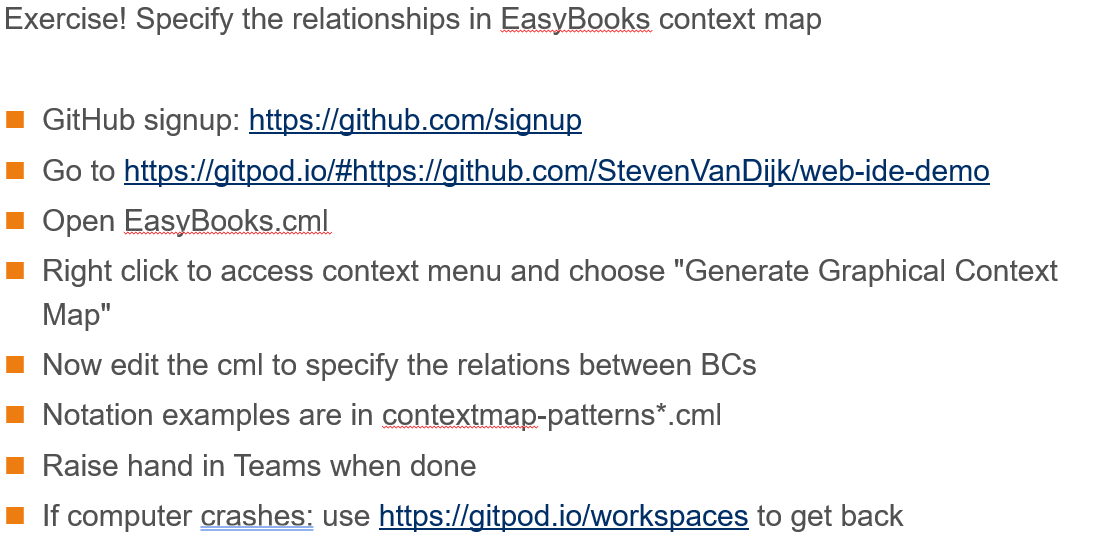 Exercise! Specify the relationships in EasyBooks context map
GitHub signup: https://github.com/signup
Go to https://gitpod.io/#https://github.com/StevenVanDijk/web-ide-demo
Open EasyBooks.cml
Right click to access context menu and choose "Generate Graphical Context
Map"
Now edit the cml to specify the relations between BCs
Notation examples are in contextmap-patterns*.cml
Raise hand in Teams when done
If computer crashes: use https://gitpod.io/workspaces to get back